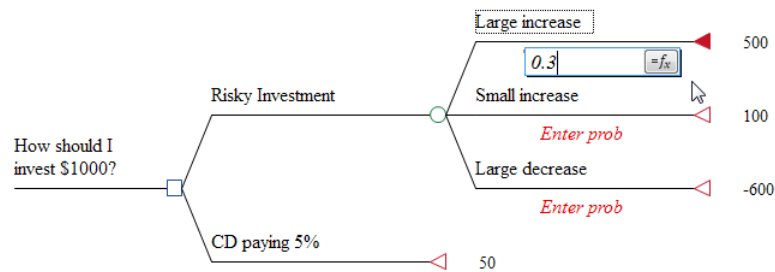 Large increase
500
0.3
=fx
Risky Investment
Small increase
100
Enter prob
How should I
invest $1000?
Large decrease
-600
Enter prob
CD paying 5%
50